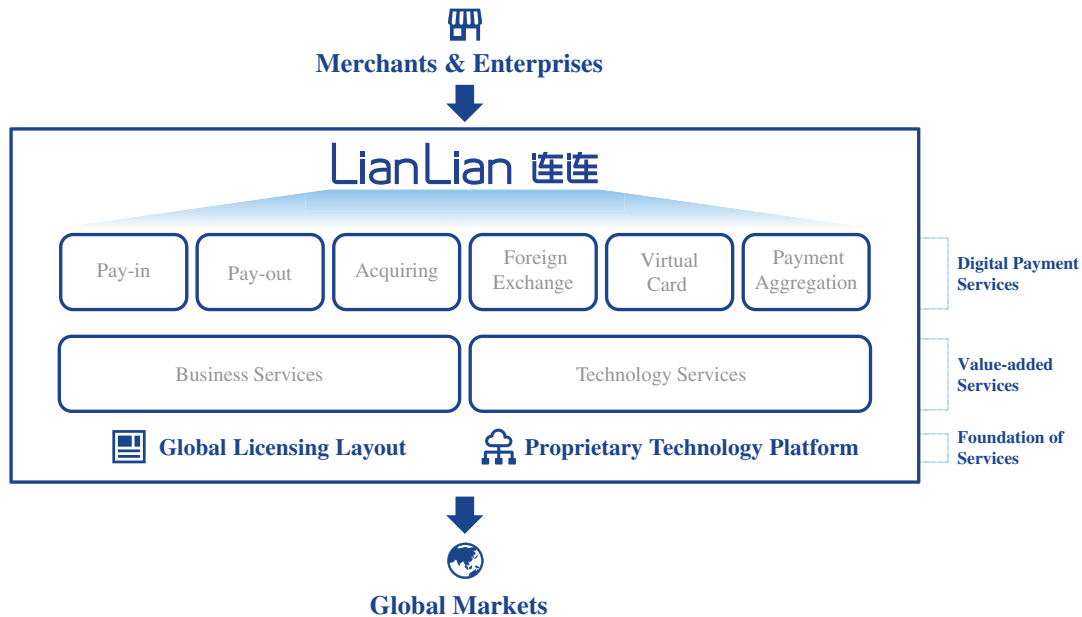 Merchants & Enterprises
LianLian 连连
Pay-in
Pay-out
Acquiring
Foreign
Exchange
Virtual
Card
Payment
Aggregation
Digital Payment
Services
Business Services
Technology Services
Value-added
Services
Global Licensing Layout
Proprietary Technology Platform
Foundation of
Services
Global Markets